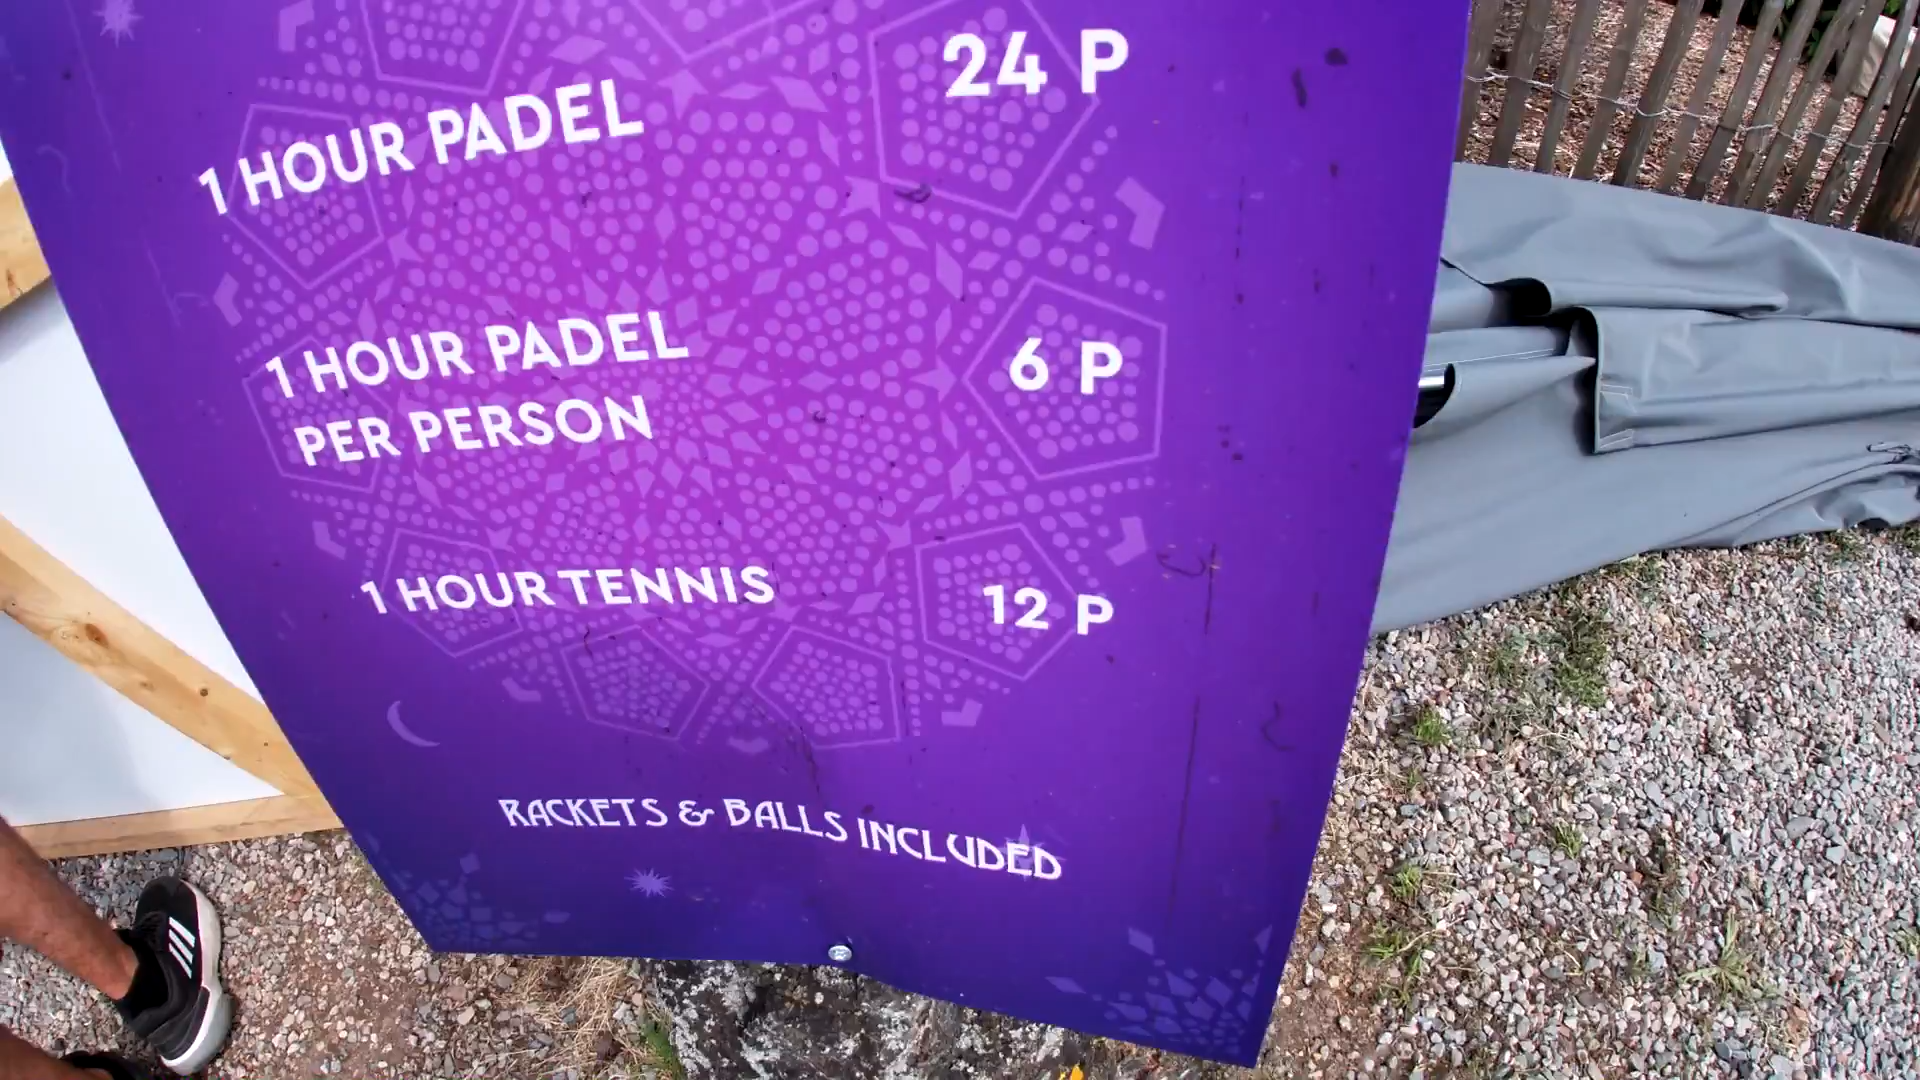 1 HOUR PADEL 24 P
1 HOUR PADEL
PER PERSON 6 P
1 HOUR TENNIS 12 P
RACKETS & BALLS INCLUDED